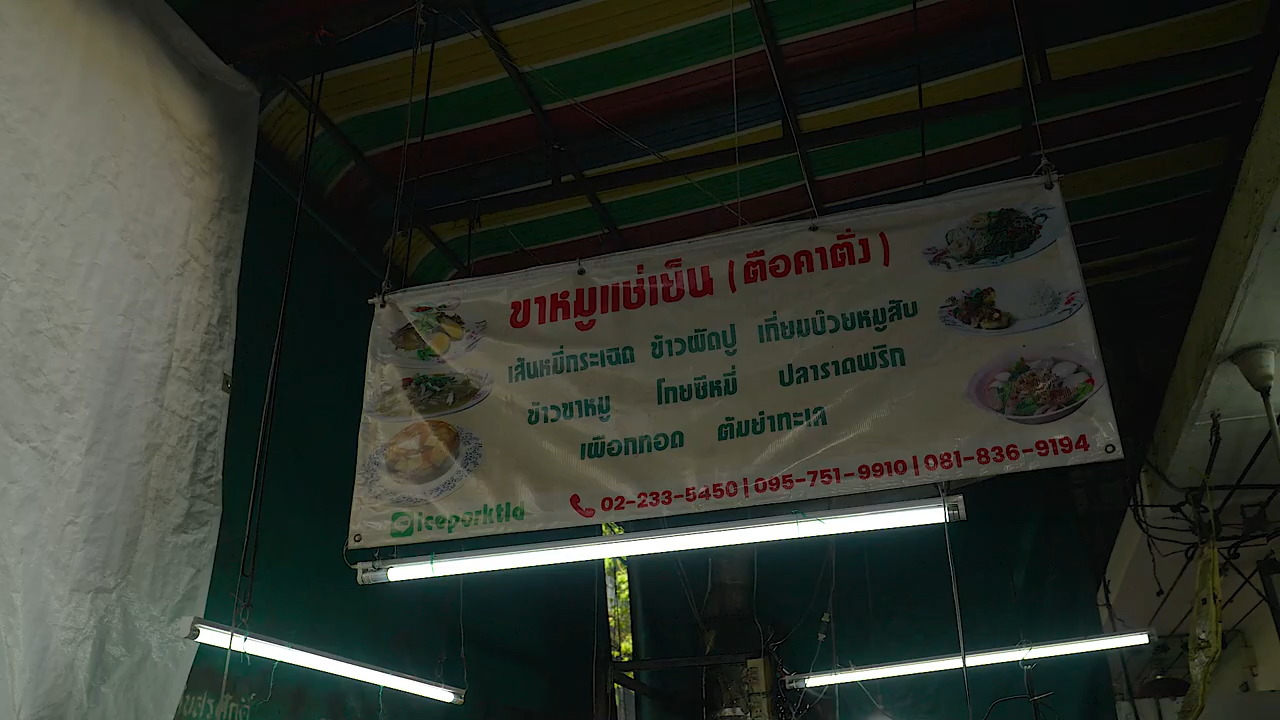 ขาหมูแช่เย็น (ตือคาตั่ง)
เส้นหมี่กระเฉด ข้าวผัดปู เกี่ยมบ๊วยหมูสับ
ข้าวขาหมู โกยซีหมี่ ปลาราดพริก
เผือกทอด ต้มยำทะเล
iceporktld
02-233-5450 | 095-751-9910 | 081-836-9194